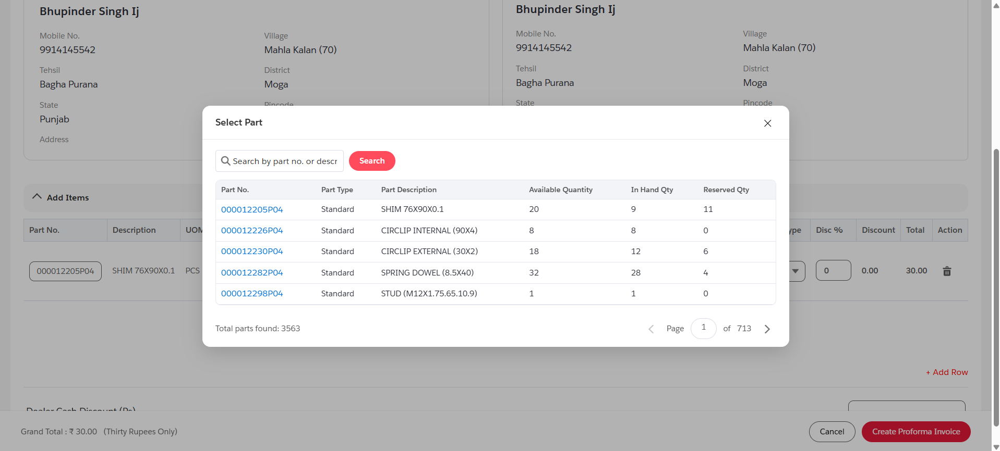 Bhupinder Singh Ij
Mobile No.
9914145542
Village
Mahla Kalan (70)
Tehsil
Bagha Purana
District
Moga
State
Punjab
Pincode
Address
Bhupinder Singh Ij
Mobile No.
9914145542
Village
Mahla Kalan (70)
Tehsil
Bagha Purana
District
Moga
State
Pincode
Select Part
Search by part no. or descr
Search
Part No. Part Type Part Description Available Quantity In Hand Qty Reserved Qty
000012205P04 Standard SHIM 76X90X0.1 20 9 11
000012226P04 Standard CIRCLIP INTERNAL (90X4) 8 8 0
000012230P04 Standard CIRCLIP EXTERNAL (30X2) 18 12 6
000012282P04 Standard SPRING DOWEL (8.5X40) 32 28 4
000012298P04 Standard STUD (M12X1.75.65.10.9) 1 1 0
Total parts found: 3563
Page 1 of 713
Add Items
Part No. Description UOM ype Disc % Discount Total Action
000012205P04 SHIM 76X90X0.1 PCS 0 0.00 30.00
+ Add Row
Dealer Cash Discount (Rs)
Grand Total : ₹ 30.00 (Thirty Rupees Only)
Cancel
Create Proforma Invoice